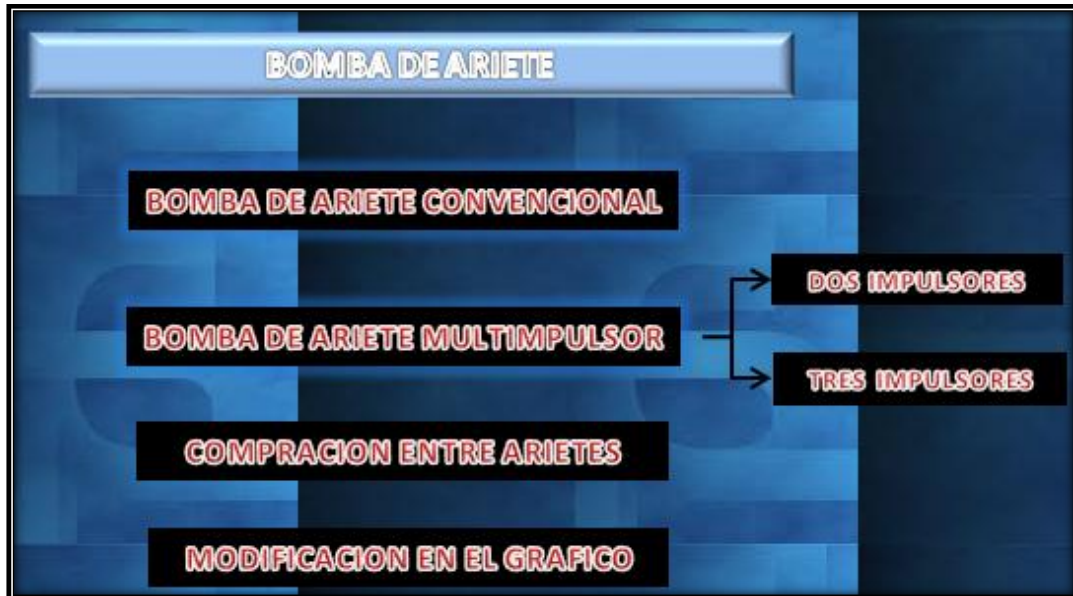 BOMBA DE ARIETE
BOMBA DE ARIETE CONVENCIONAL
BOMBA DE ARIETE MULTIMPULSOR
DOS IMPULSORES
TRES IMPULSORES
COMPRACION ENTRE ARIETES
MODIFICACION EN EL GRAFICO